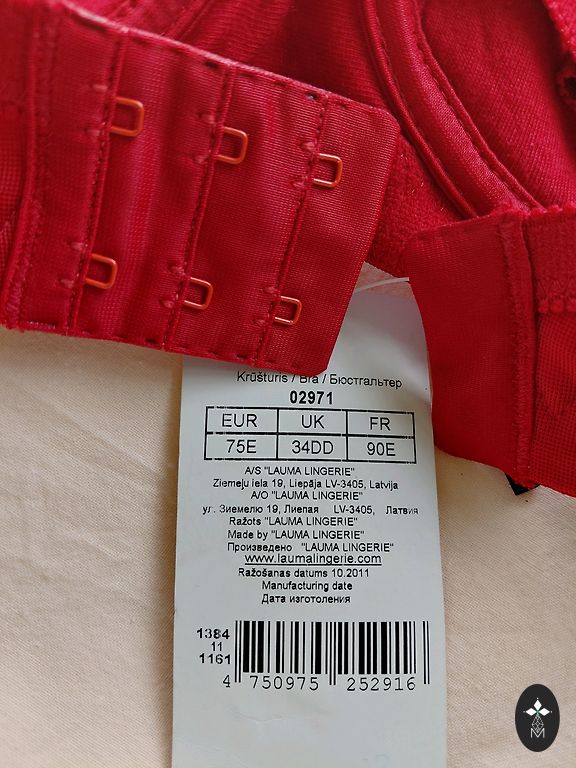 Krūšturis / Bra / Бюстгальтер
02971
EUR UK FR
75E 34DD 90E
A/S "LAUMA LINGERIE"
Ziemeļu iela 19, Liepāja LV-3405, Latvija
A/O "LAUMA LINGERIE"
ул. Зиемелю 19, Лиепая LV-3405, Латвия
Ražots "LAUMA LINGERIE"
Made by "LAUMA LINGERIE"
Произведено "LAUMA LINGERIE"
www.laumalingerie.com
Ražošanas datums 10.2011
Manufacturing date
Дата изготоления
1384
11
1161
4 750975 252916
M